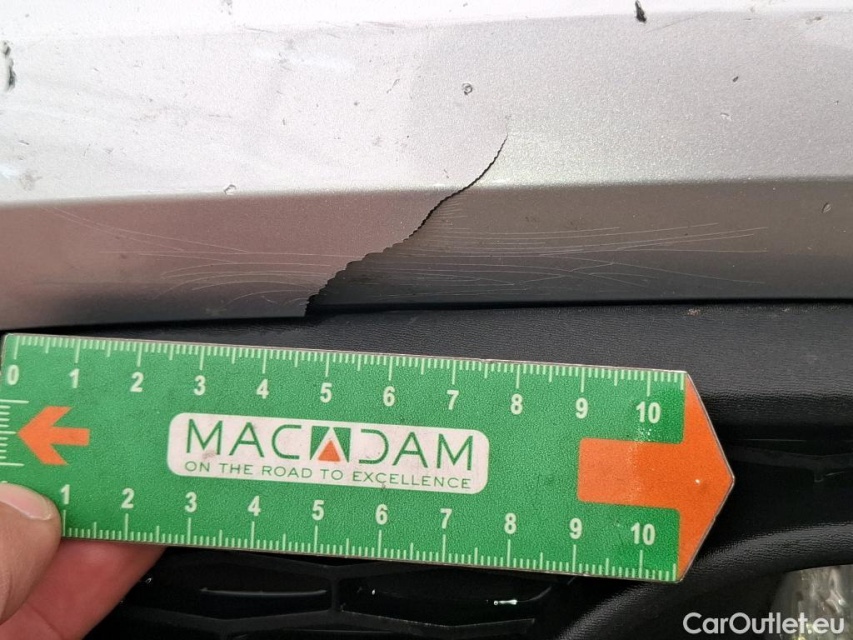 0 1 2 3 4 5 6 7 8 9 10
MACADAM
ON THE ROAD TO EXCELLENCE
1 2 3 4 5 6 7 8 9 10
CarOutlet.eu